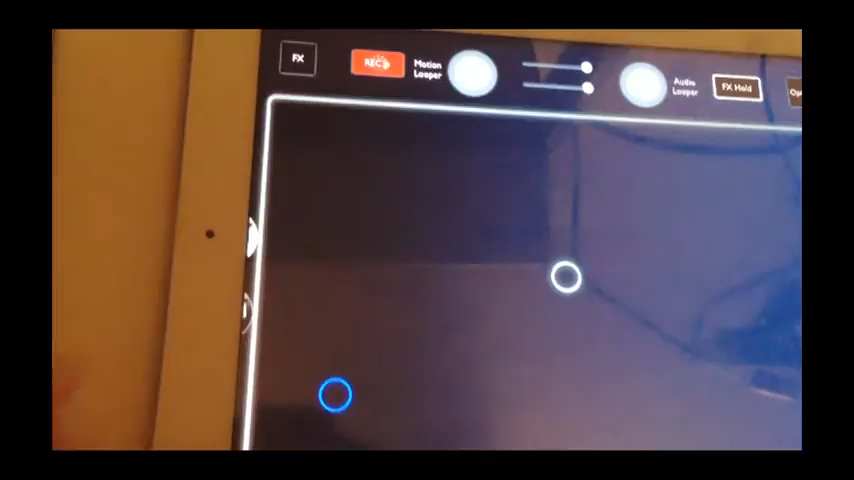 FX
REC
Motion
Looper
Audio
Looper
FX Hold